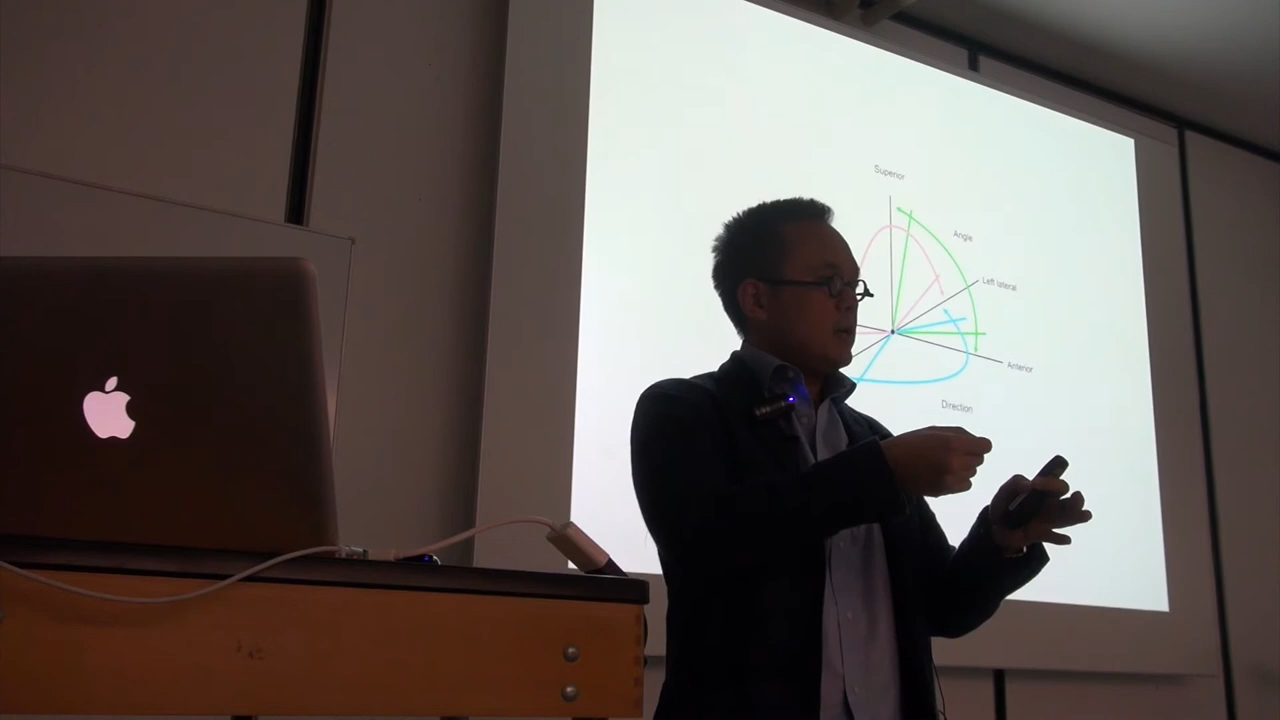 Superior
Angle
Left lateral
Anterior
Direction